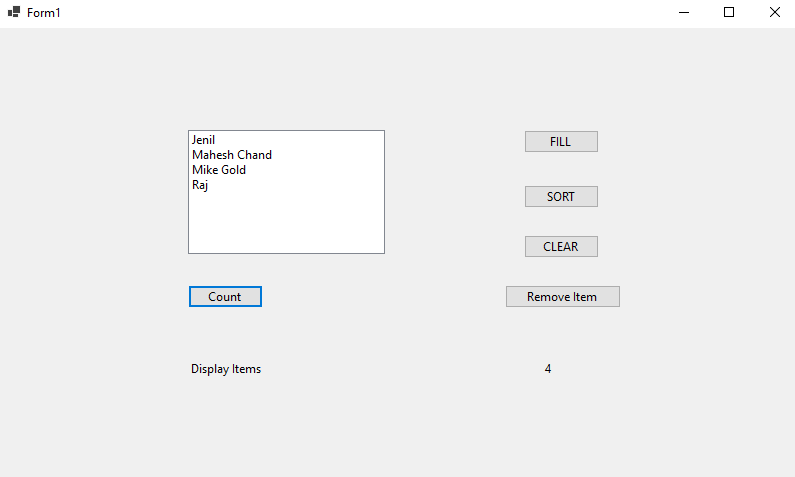 Form1
Jenil
Mahesh Chand
Mike Gold
Raj
FILL
SORT
CLEAR
Count
Remove Item
Display Items
4